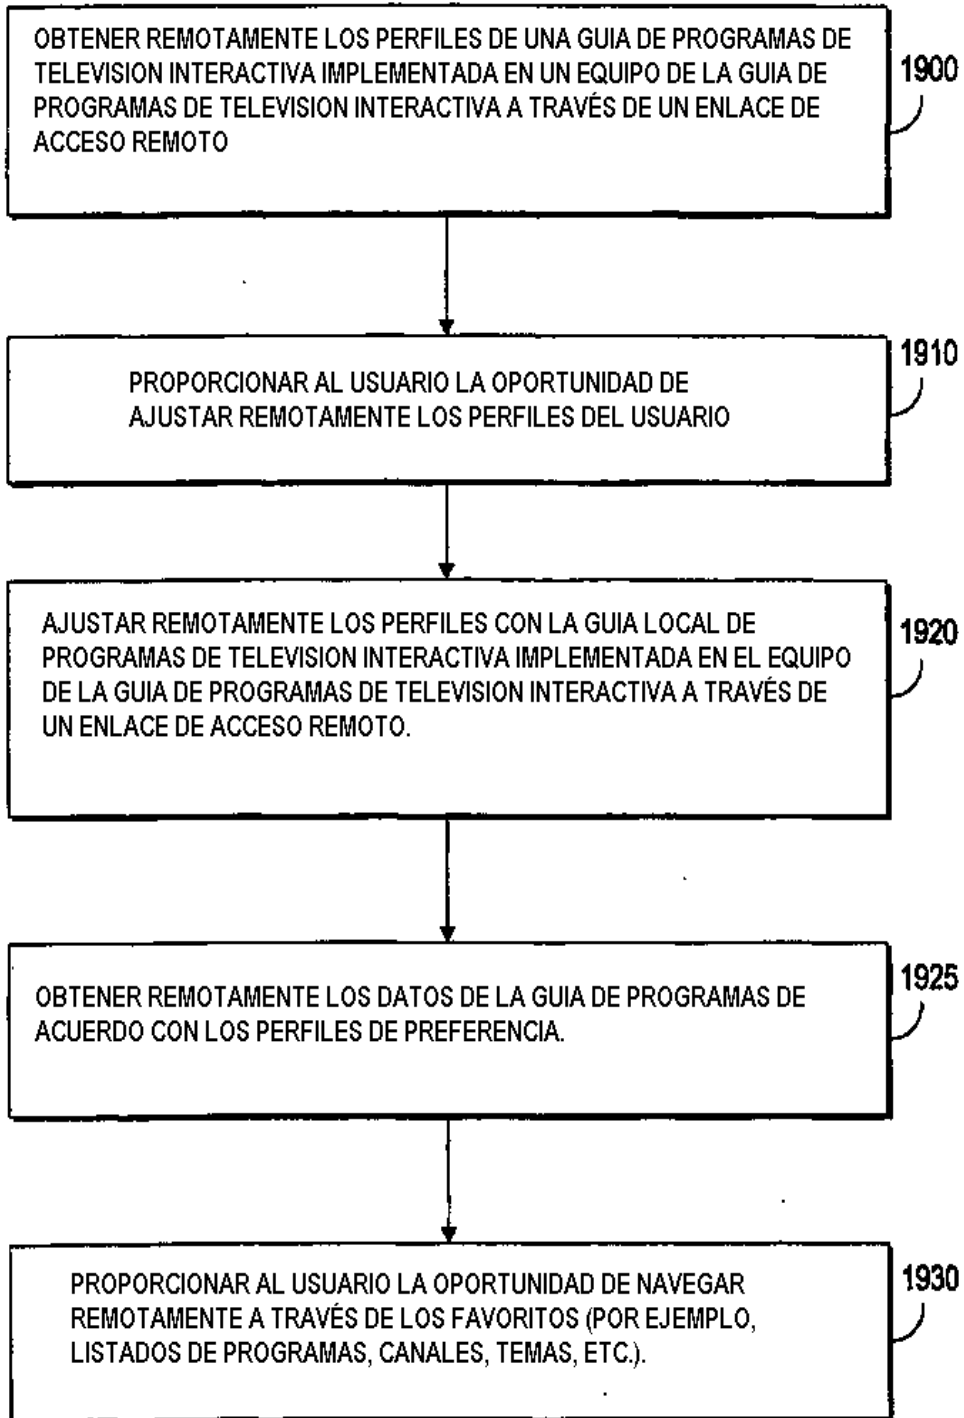 OBTENER REMOTAMENTE LOS PERFILES DE UNA GUIA DE PROGRAMAS DE
TELEVISION INTERACTIVA IMPLEMENTADA EN UN EQUIPO DE LA GUIA DE
PROGRAMAS DE TELEVISION INTERACTIVA A TRAVÉS DE UN ENLACE DE
ACCESO REMOTO
1900
PROPORCIONAR AL USUARIO LA OPORTUNIDAD DE
AJUSTAR REMOTAMENTE LOS PERFILES DEL USUARIO
1910
AJUSTAR REMOTAMENTE LOS PERFILES CON LA GUIA LOCAL DE
PROGRAMAS DE TELEVISION INTERACTIVA IMPLEMENTADA EN EL EQUIPO
DE LA GUIA DE PROGRAMAS DE TELEVISION INTERACTIVA A TRAVÉS DE
UN ENLACE DE ACCESO REMOTO.
1920
OBTENER REMOTAMENTE LOS DATOS DE LA GUIA DE PROGRAMAS DE
ACUERDO CON LOS PERFILES DE PREFERENCIA.
1925
PROPORCIONAR AL USUARIO LA OPORTUNIDAD DE NAVEGAR
REMOTAMENTE A TRAVÉS DE LOS FAVORITOS (POR EJEMPLO,
LISTADOS DE PROGRAMAS, CANALES, TEMAS, ETC.).
1930